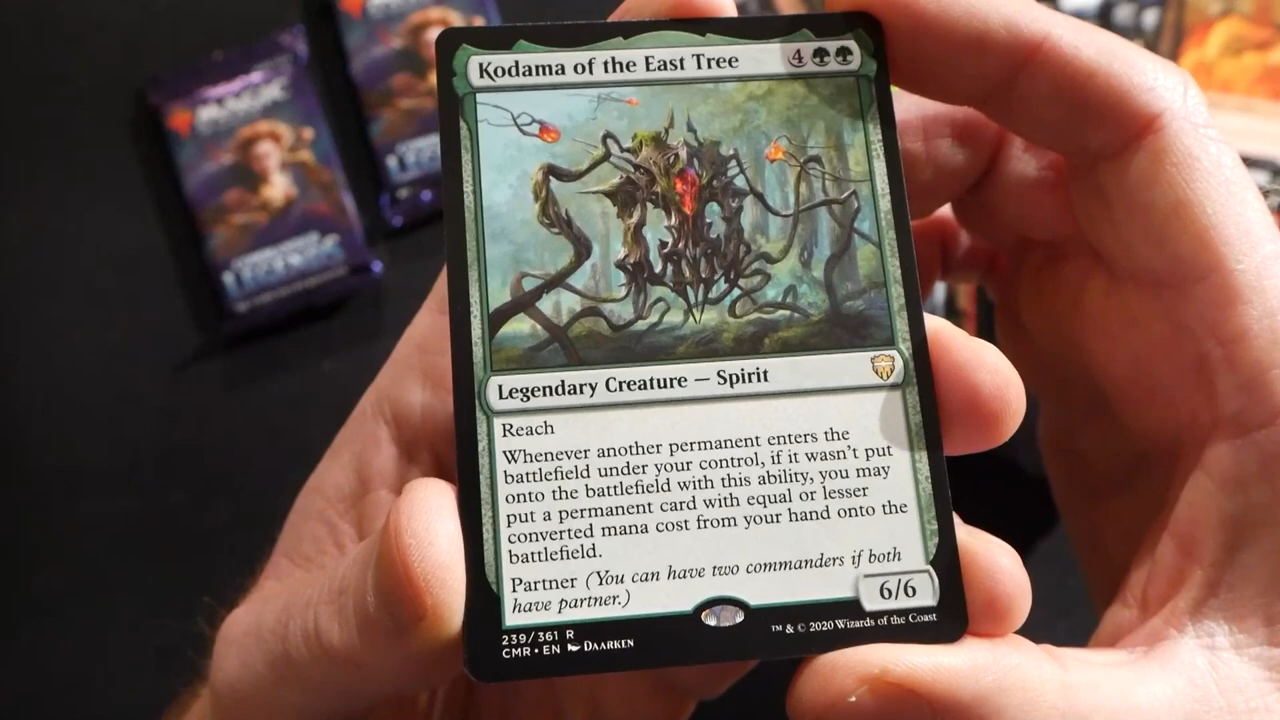 MAGIC
LEGENDS
Kodama of the East Tree
4
Legendary Creature — Spirit
Reach
Whenever another permanent enters the
battlefield under your control, if it wasn't put
onto the battlefield with this ability, you may
put a permanent card with equal or lesser
converted mana cost from your hand onto the
battlefield.
Partner (You can have two commanders if both
have partner.)
6/6
239/361 R
CMR • EN DAARKEN
™ & © 2020 Wizards of the Coast